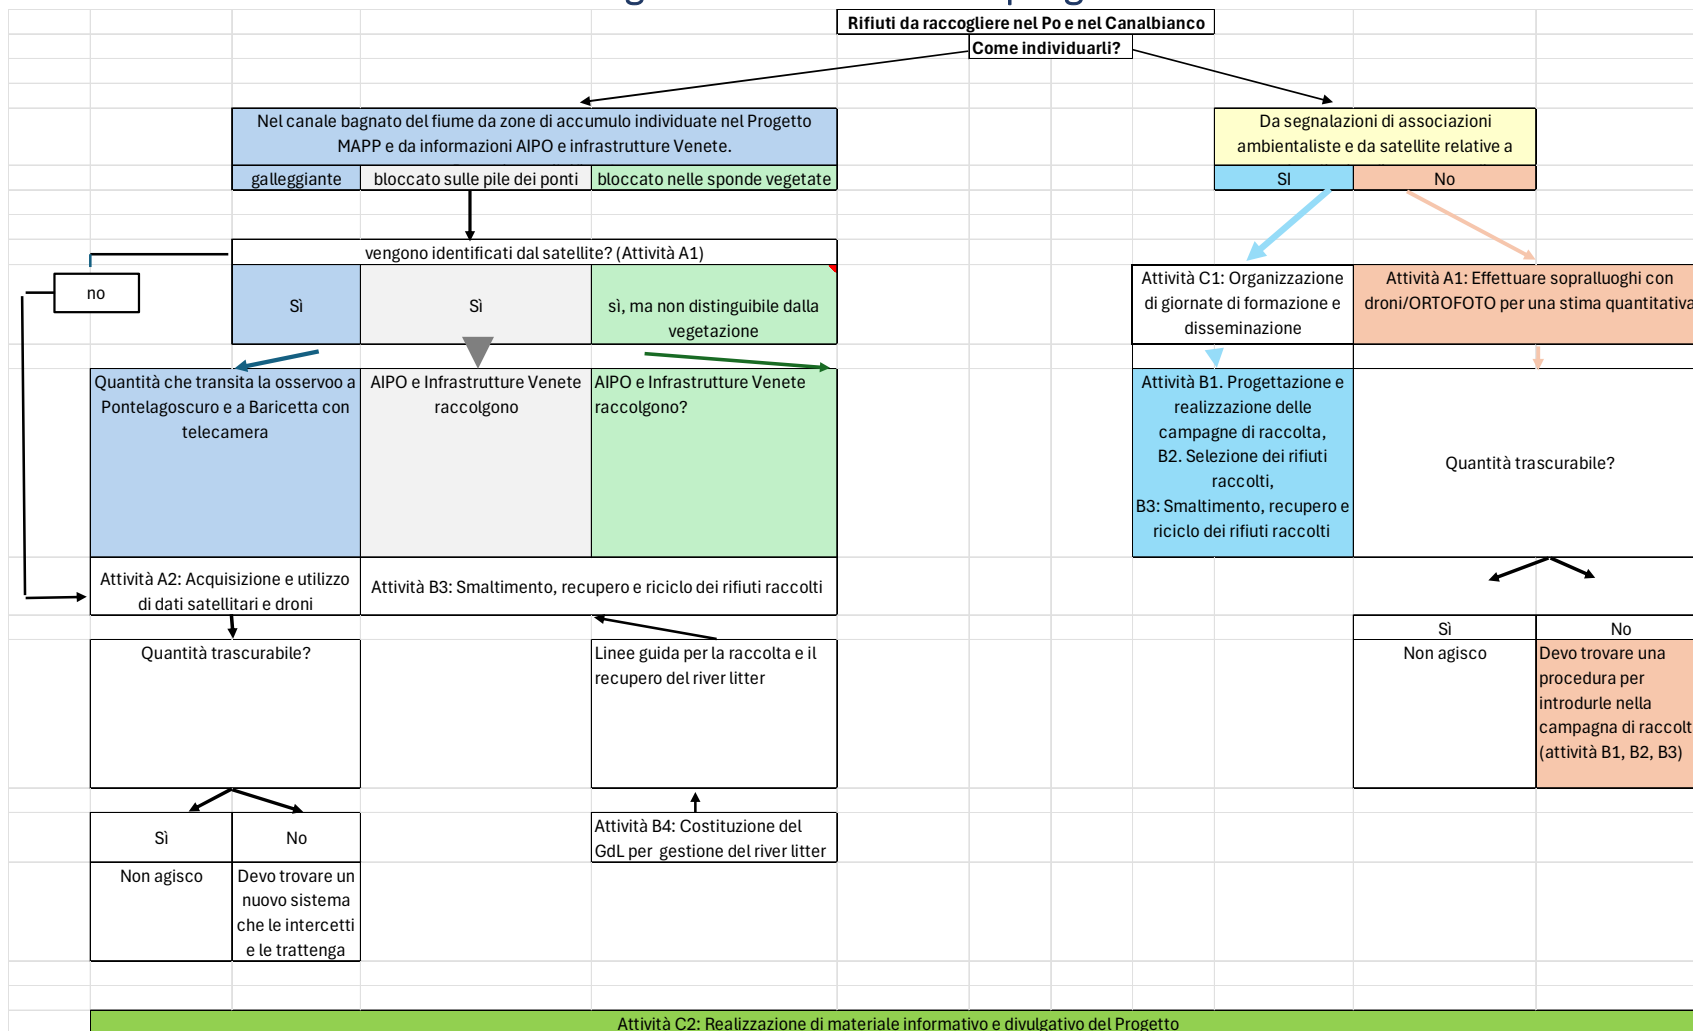 Rifiuti da raccogliere nel Po e nel Canalbianco
Come individuarli?
Nel canale bagnato del fiume da zone di accumulo individuate nel Progetto
MAPP e da informazioni AIPO e infrastrutture Venete.
galleggiante
bloccato sulle pile dei ponti
bloccato nelle sponde vegetate
Da segnalazioni di associazioni
ambientaliste e da satellite relative a
SI
No
vengono identificati dal satellite? (Attività A1)
no
Sì
Sì
sì, ma non distinguibile dalla
vegetazione
Attività C1: Organizzazione
di giornate di formazione e
disseminazione
Attività A1: Effettuare sopralluoghi con
droni/ORTOFOTO per una stima quantitativa
Quantità che transita la osservoo a
Pontelagoscuro e a Baricetta con
telecamera
AIPO e Infrastrutture Venete
raccolgono
AIPO e Infrastrutture Venete
raccolgono?
Attività B1. Progettazione e
realizzazione delle
campagne di raccolta,
B2. Selezione dei rifiuti
raccolti,
B3: Smaltimento, recupero e
riciclo dei rifiuti raccolti
Quantità trascurabile?
Attività A2: Acquisizione e utilizzo
di dati satellitari e droni
Attività B3: Smaltimento, recupero e riciclo dei rifiuti raccolti
Sì
No
Quantità trascurabile?
Linee guida per la raccolta e il
recupero del river litter
Non agisco
Devo trovare una
procedura per
introdurle nella
campagna di raccolt
(attività B1, B2, B3)
Sì
No
Attività B4: Costituzione del
GdL per gestione del river litter
Non agisco
Devo trovare un
nuovo sistema
che le intercetti
e le trattenga
Attività C2: Realizzazione di materiale informativo e divulgativo del Progetto